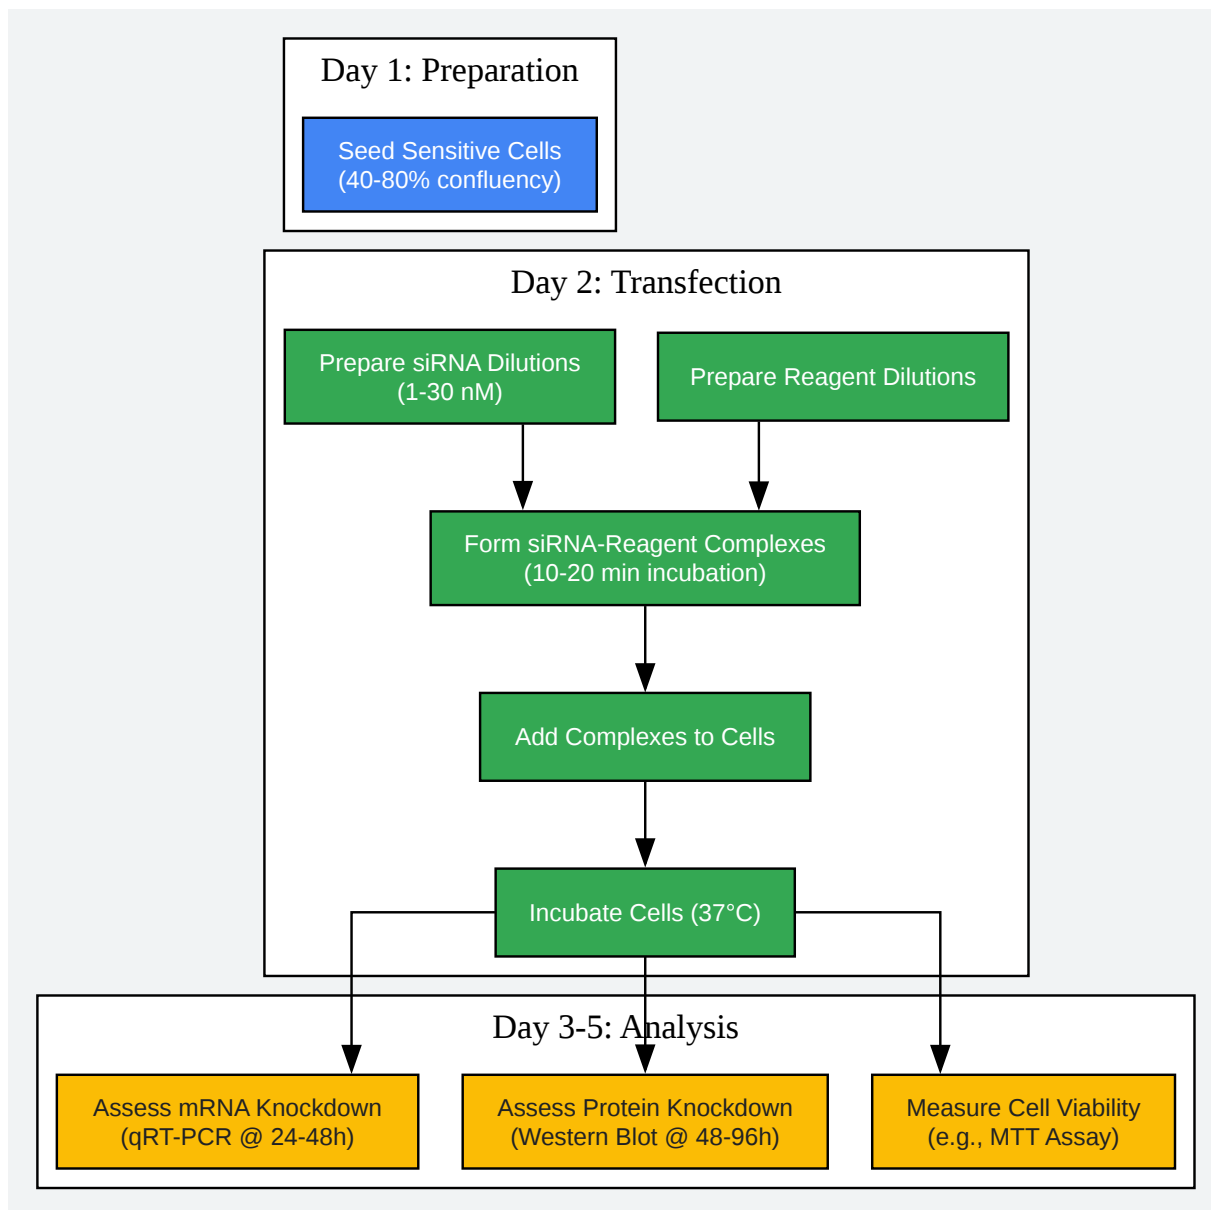 Day 1: Preparation
Seed Sensitive Cells
(40-80% confluency)
Day 2: Transfection
Prepare siRNA Dilutions
(1-30 nM)
Prepare Reagent Dilutions
Form siRNA-Reagent Complexes
(10-20 min incubation)
Add Complexes to Cells
Incubate Cells (37°C)
Day 3-5: Analysis
Assess mRNA Knockdown
(qRT-PCR @ 24-48h)
Assess Protein Knockdown
(Western Blot @ 48-96h)
Measure Cell Viability
(e.g., MTT Assay)